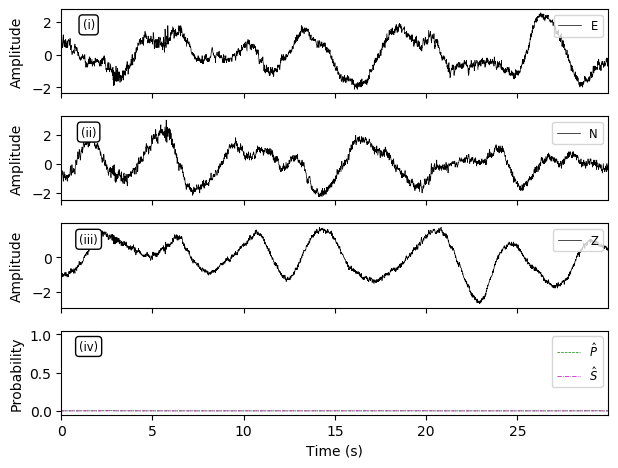 (i)
E
Amplitude
2
0
−2
(ii)
N
Amplitude
2
0
−2
(iii)
Z
Amplitude
0
−2
(iv)
P̂
Ŝ
Probability
1.0
0.5
0.0
0 5 10 15 20 25
Time (s)